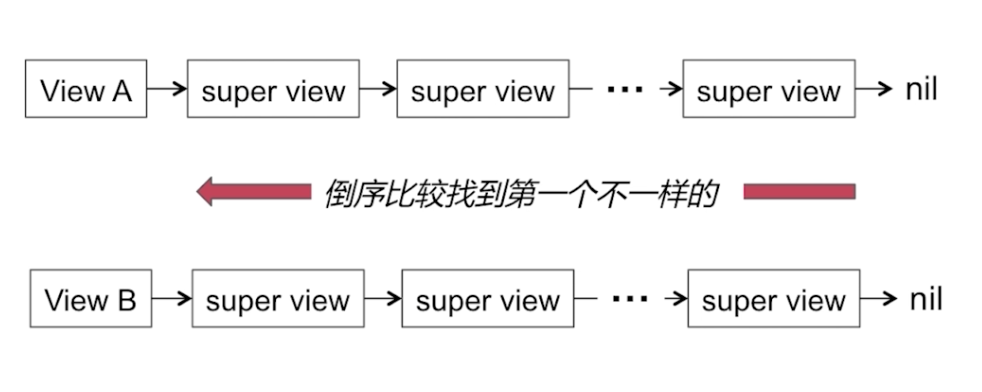 View A super view super view ... super view nil
倒序比较找到第一个不一样的
View B super view super view ... super view nil